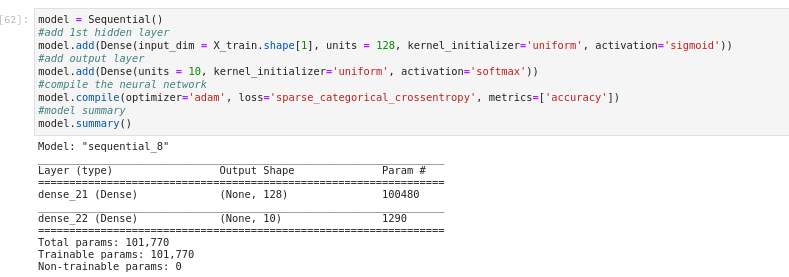 [62]: model = Sequential()
#add 1st hidden layer
model.add(Dense(input_dim = X_train.shape[1], units = 128, kernel_initializer='uniform', activation='sigmoid'))
#add output layer
model.add(Dense(units = 10, kernel_initializer='uniform', activation='softmax'))
#compile the neural network
model.compile(optimizer='adam', loss='sparse_categorical_crossentropy', metrics=['accuracy'])
#model summary
model.summary()
Model: "sequential_8"
_________________________________________________________________
Layer (type)                 Output Shape              Param #
=================================================================
dense_21 (Dense)             (None, 128)               100480
_________________________________________________________________
dense_22 (Dense)             (None, 10)                1290
=================================================================
Total params: 101,770
Trainable params: 101,770
Non-trainable params: 0